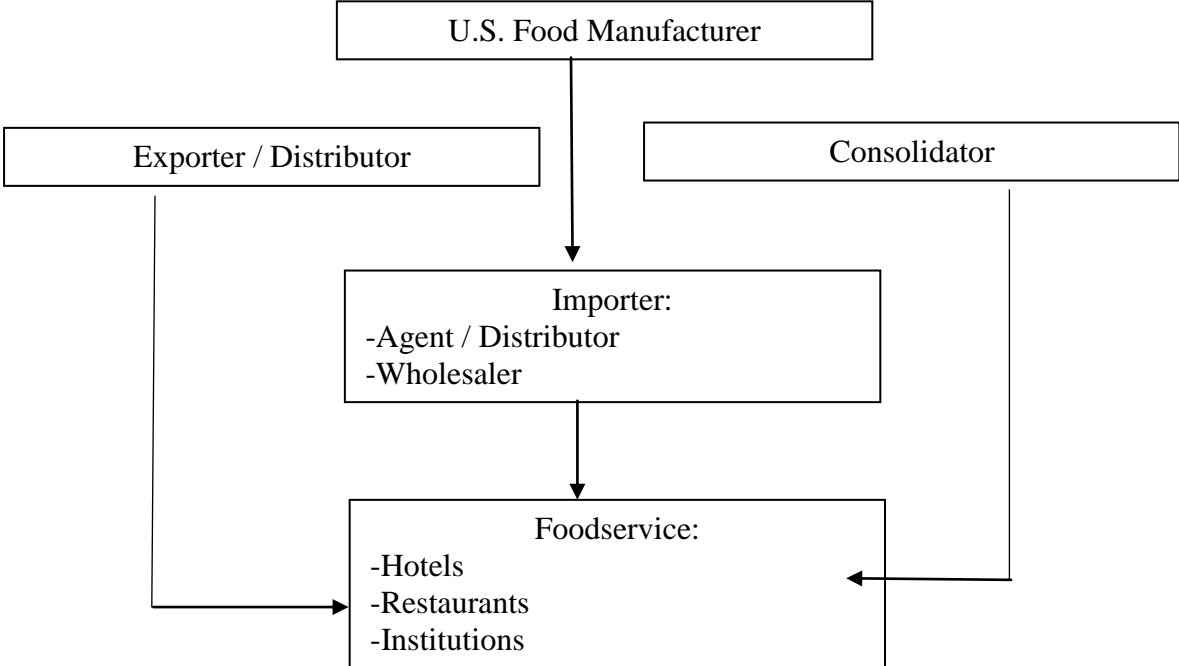 U.S. Food Manufacturer
Exporter / Distributor
Consolidator
Importer:
-Agent / Distributor
-Wholesaler
Foodservice:
-Hotels
-Restaurants
-Institutions